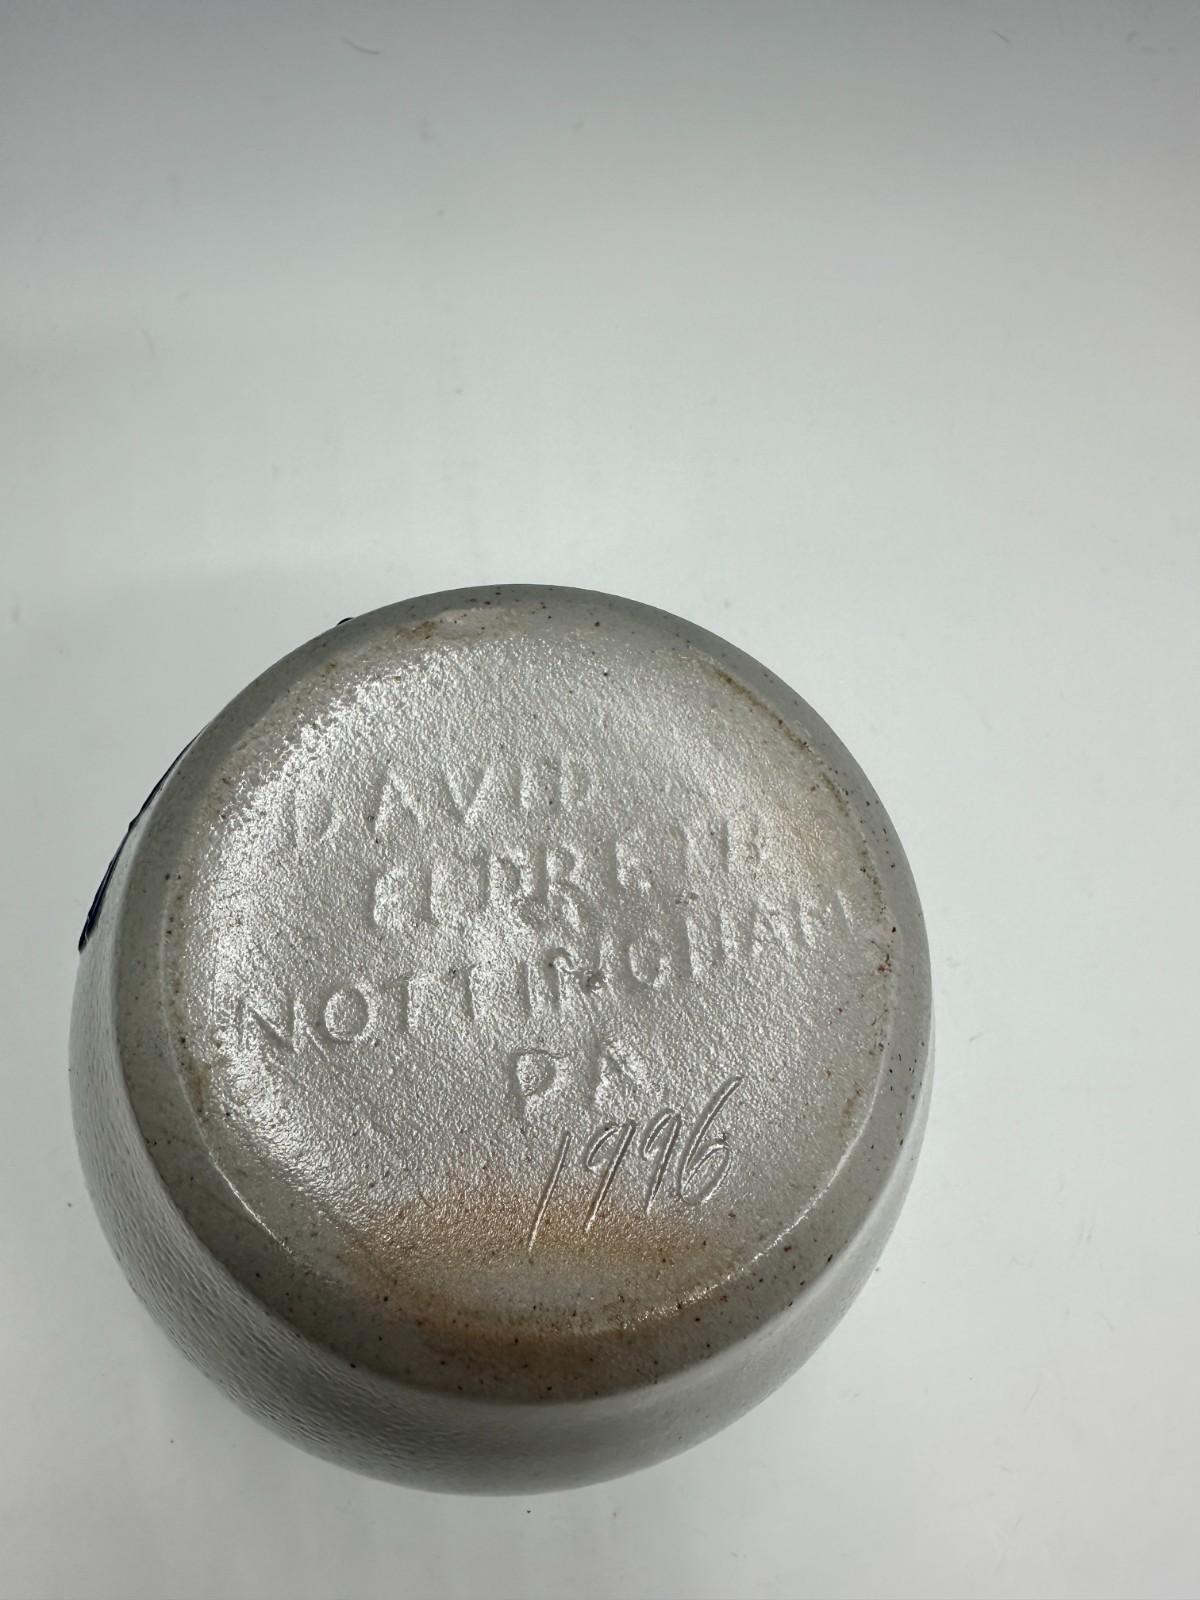 DAVID
ELDRETH
NOTTINGHAM
PA
1996